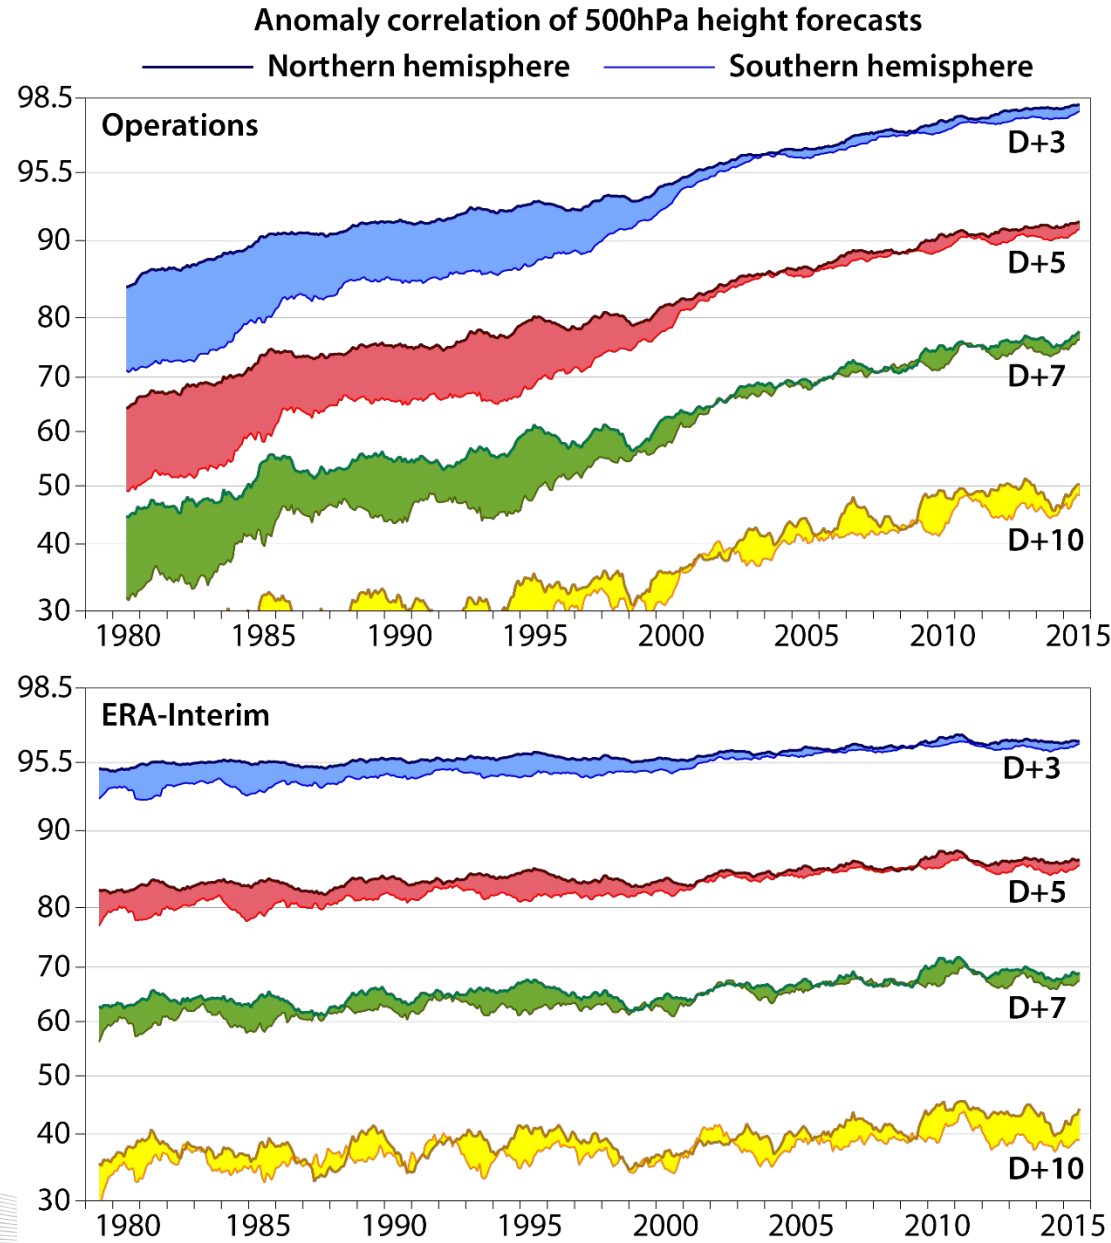 Anomaly correlation of 500hPa height forecasts
Northern hemisphere Southern hemisphere
98.5
Operations
D+3
95.5
90
D+5
80
70
D+7
60
50
40
D+10
30
1980 1985 1990 1995 2000 2005 2010 2015
98.5
ERA-Interim
95.5
D+3
90
D+5
80
70
D+7
60
50
40
D+10
30
1980 1985 1990 1995 2000 2005 2010 2015